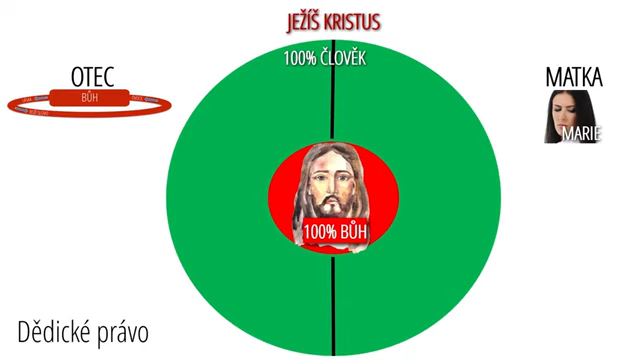 JEŽÍŠ KRISTUS
100% ČLOVĚK
OTEC
BŮH
MATKA
MARIE
100% BŮH
Dědické právo